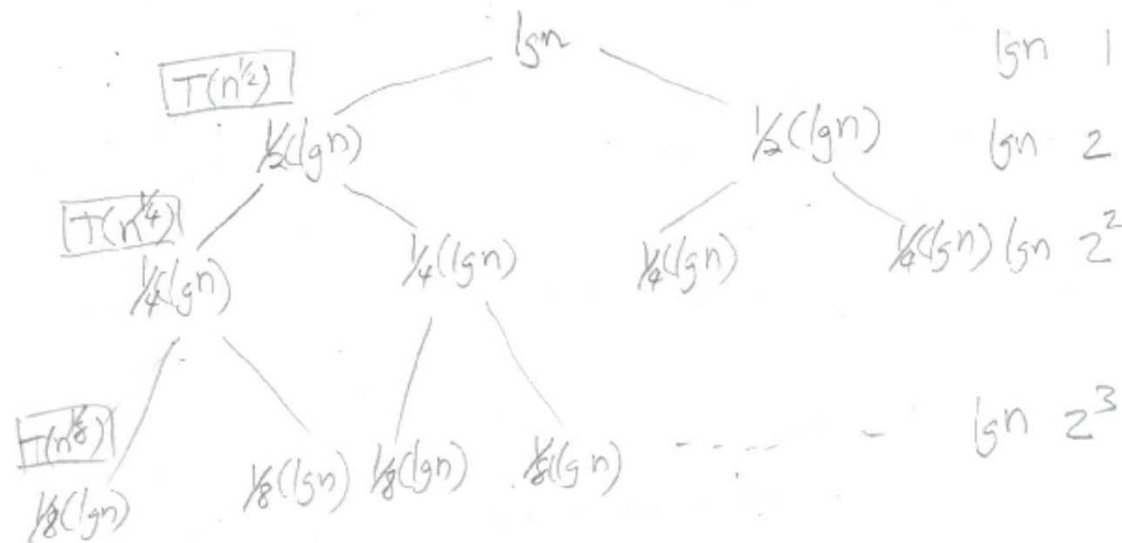 lgn lgn 1
T(n^½)
½(lgn) ½(lgn) lgn 2
T(n^¼)
¼(lgn) ¼(lgn) ¼(lgn) ¼(lgn) lgn 2^2
T(n^⅛)
⅛(lgn) ⅛(lgn) ⅛(lgn) ⅛(lgn) ----- - lgn 2^3